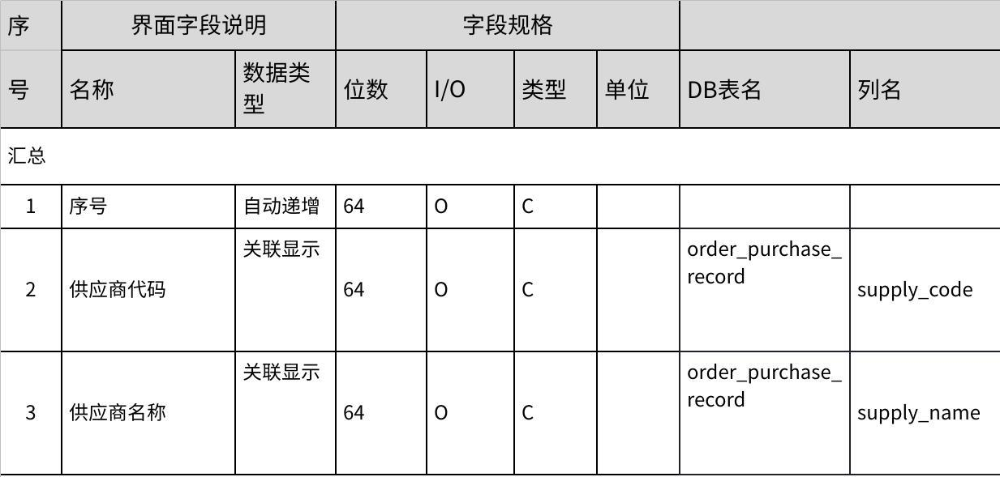 序 界面字段说明 字段规格
号 名称 数据类型 位数 I/O 类型 单位 DB表名 列名
汇总
1 序号 自动递增 64 O C
2 供应商代码 关联显示 64 O C order_purchase_record supply_code
3 供应商名称 关联显示 64 O C order_purchase_record supply_name